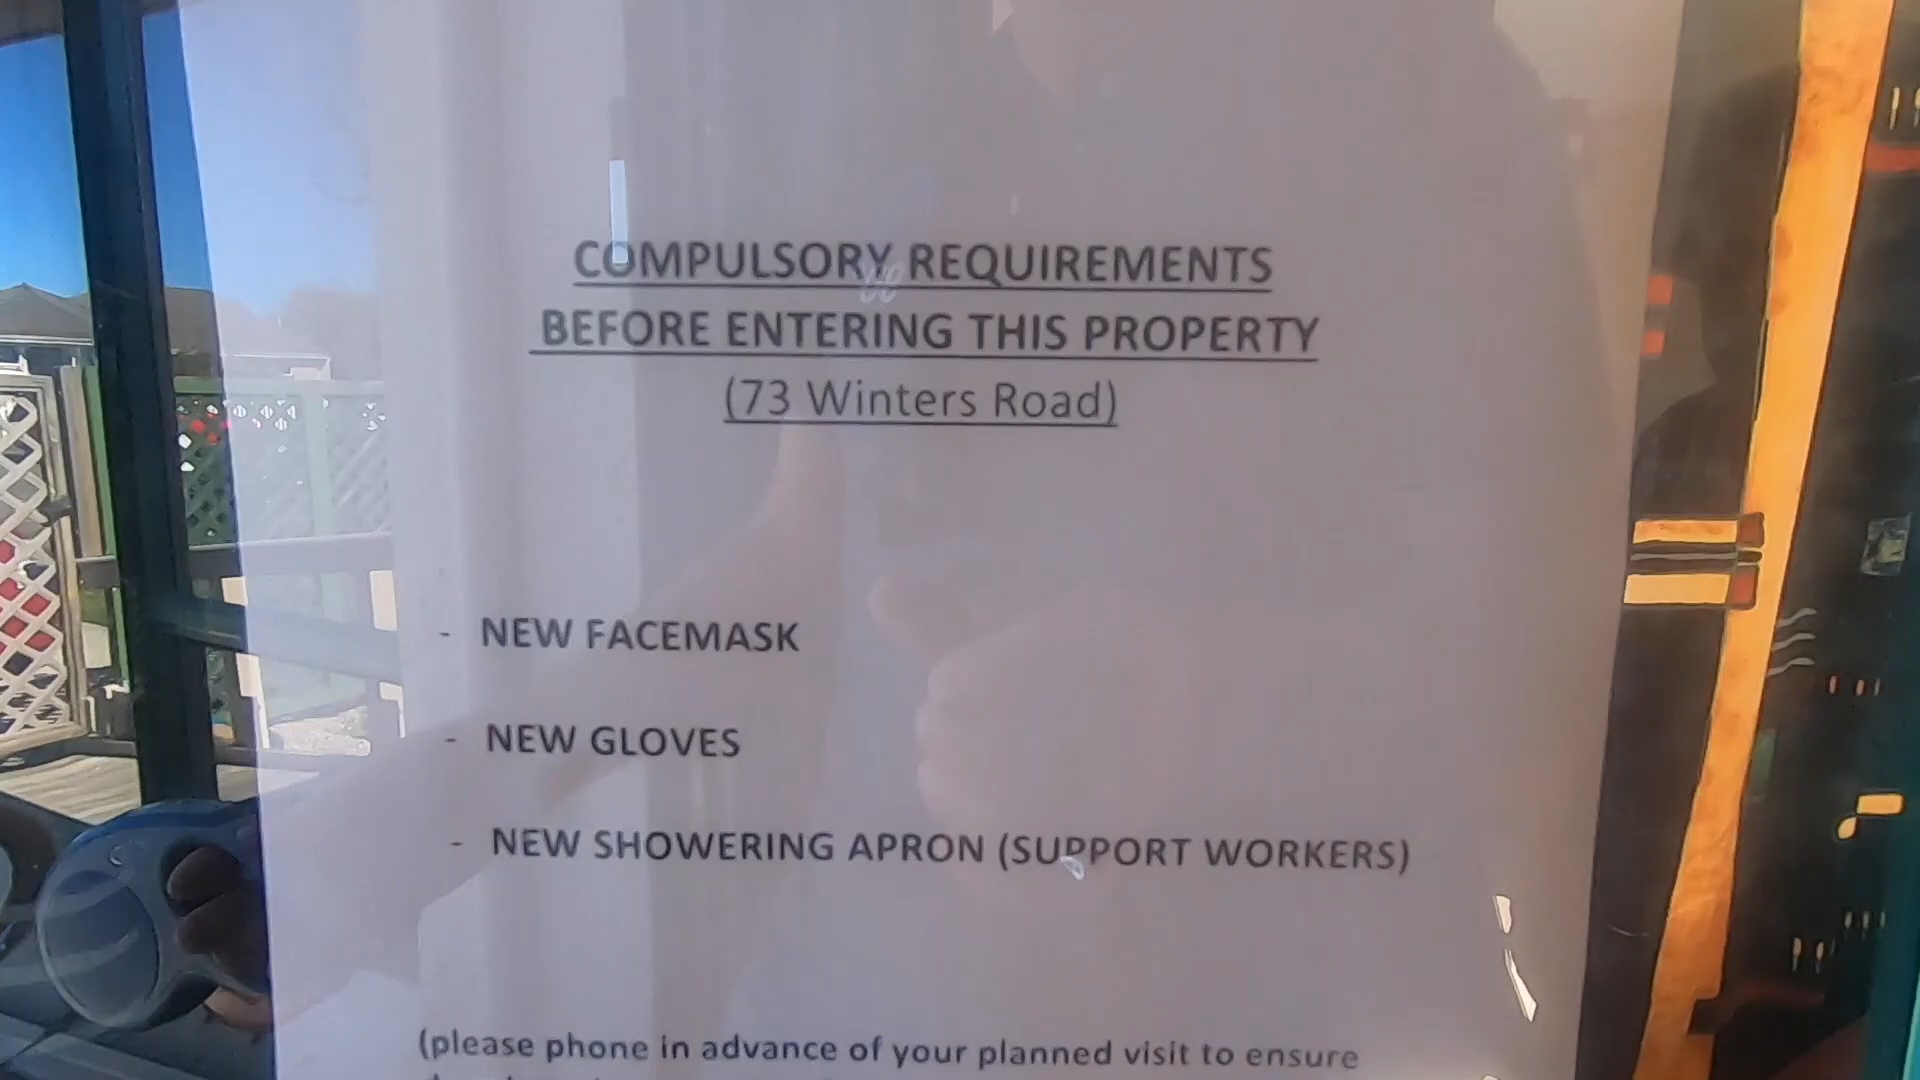 COMPULSORY REQUIREMENTS
BEFORE ENTERING THIS PROPERTY
(73 Winters Road)
- NEW FACEMASK
- NEW GLOVES
- NEW SHOWERING APRON (SUPPORT WORKERS)
(please phone in advance of your planned visit to ensure